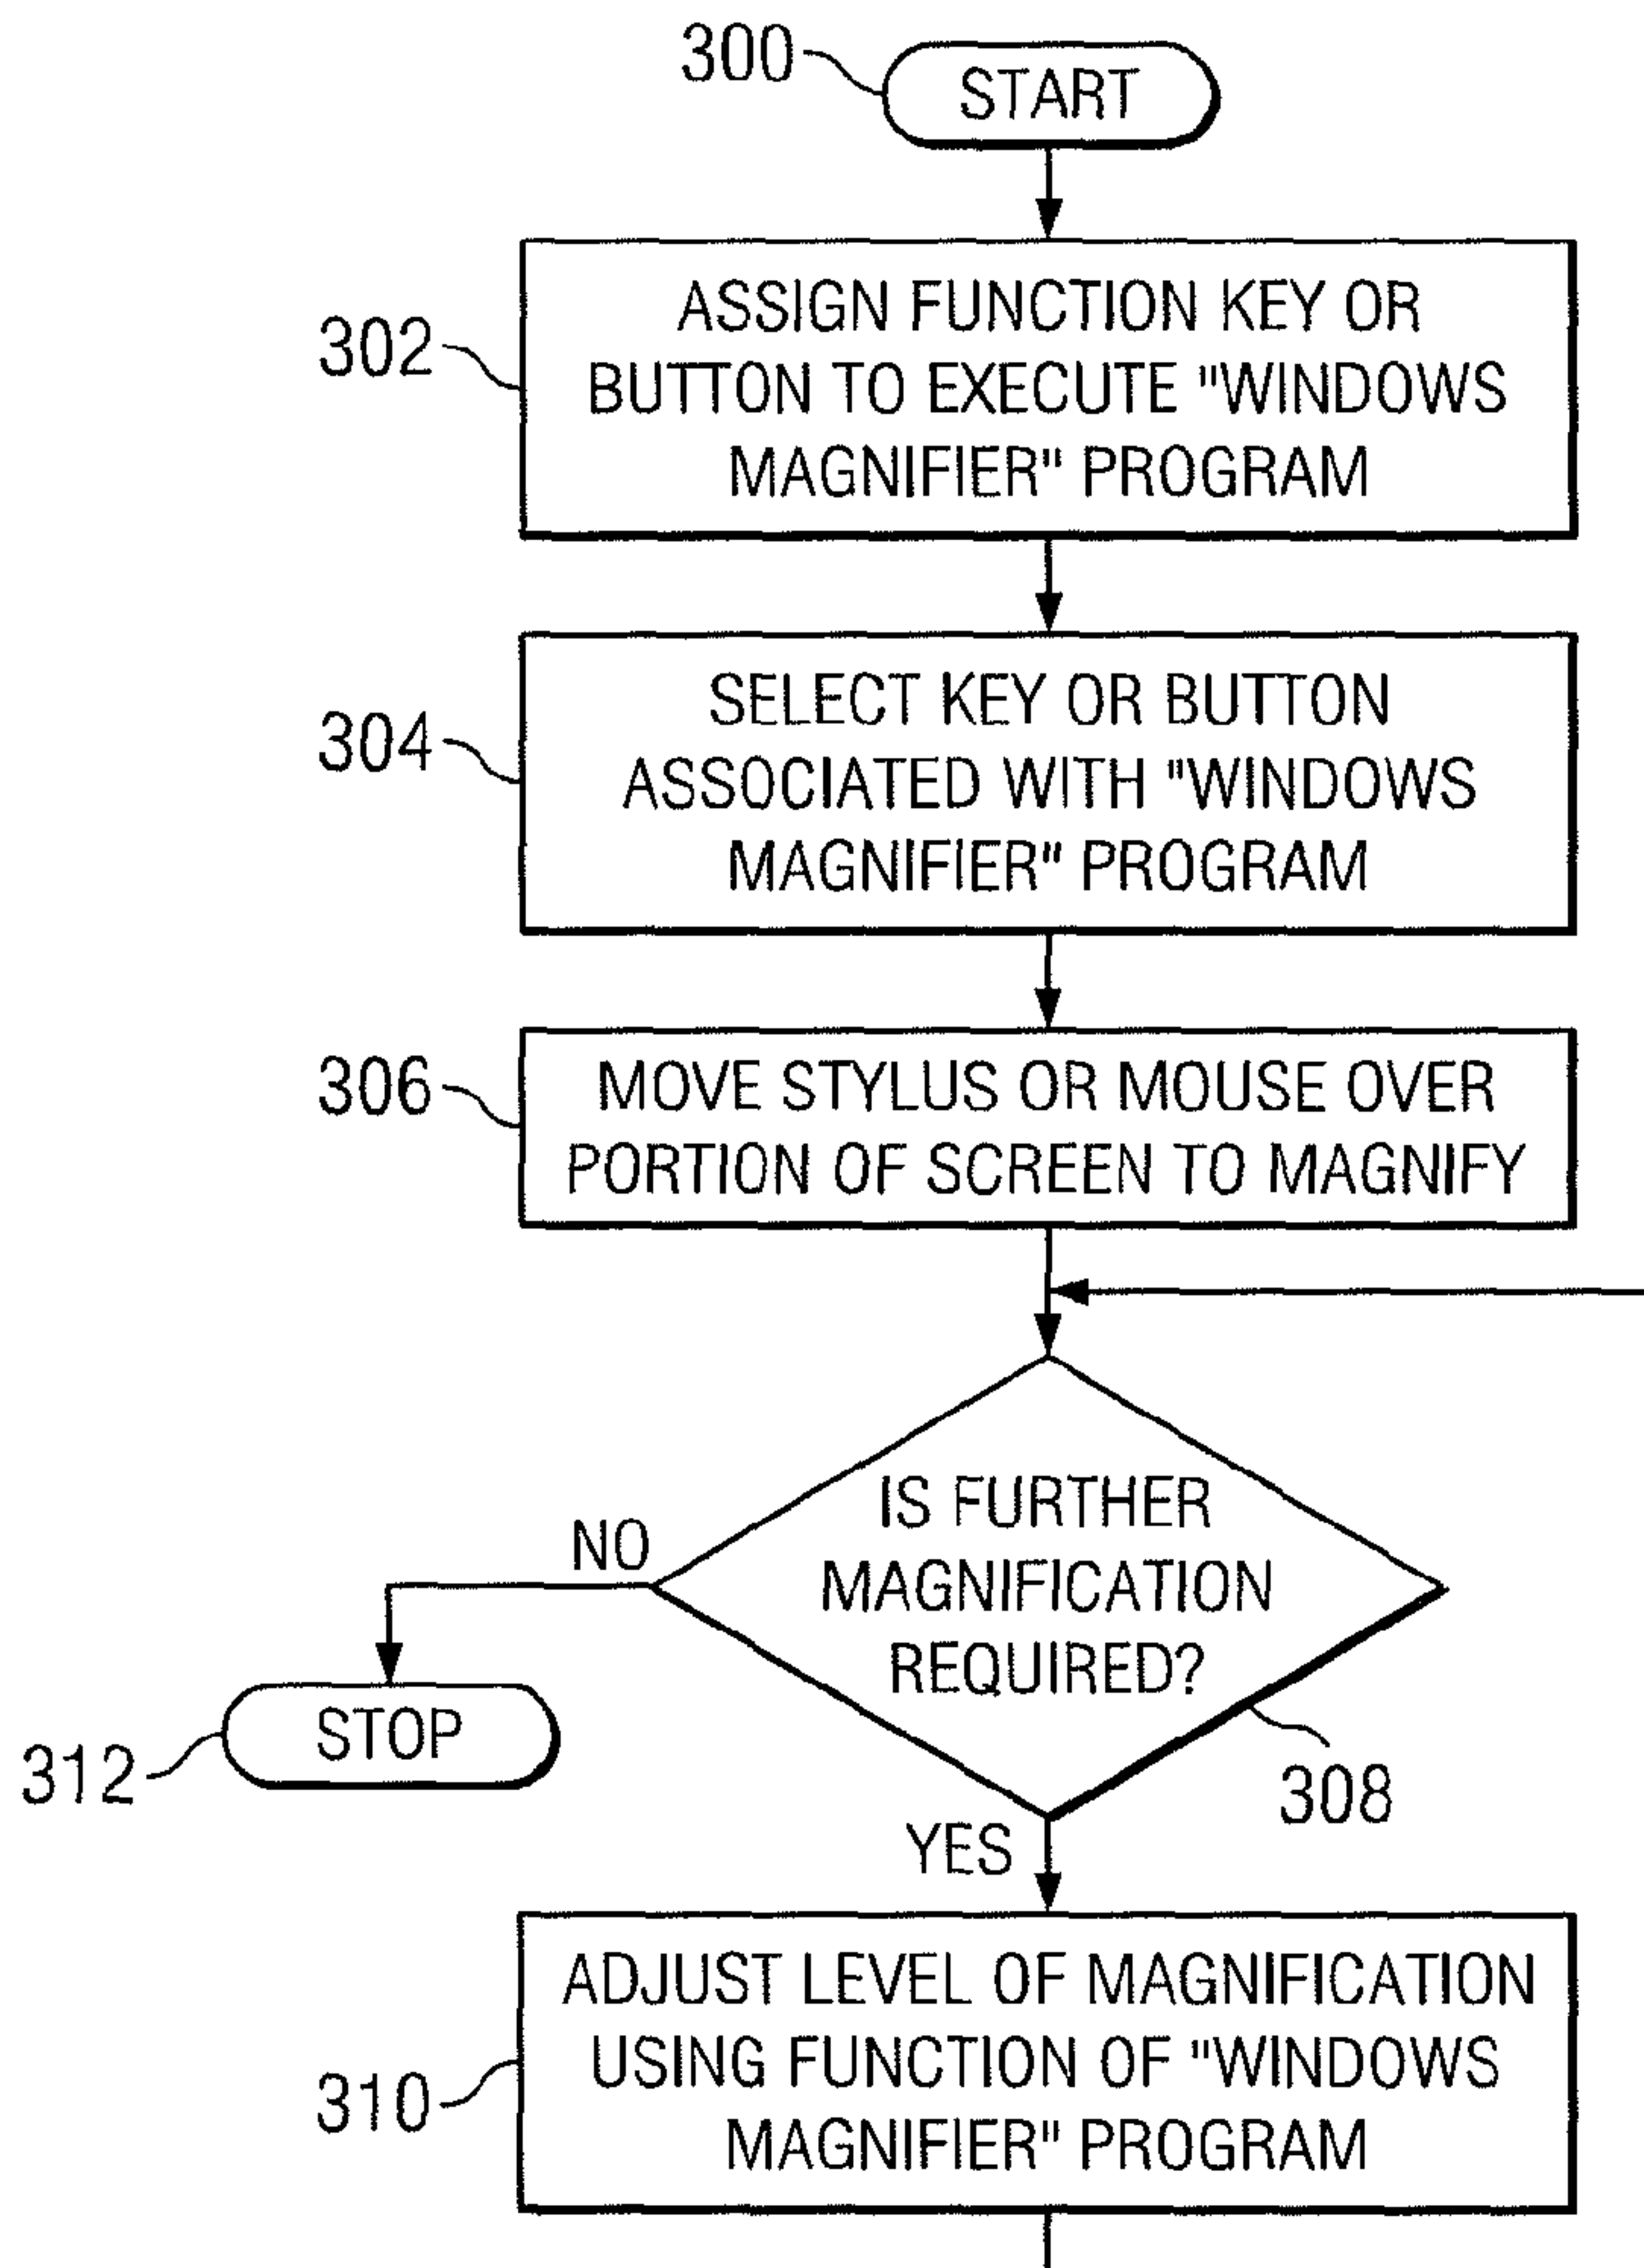 300
START
302
ASSIGN FUNCTION KEY OR
BUTTON TO EXECUTE "WINDOWS
MAGNIFIER" PROGRAM
304
SELECT KEY OR BUTTON
ASSOCIATED WITH "WINDOWS
MAGNIFIER" PROGRAM
306
MOVE STYLUS OR MOUSE OVER
PORTION OF SCREEN TO MAGNIFY
IS FURTHER
MAGNIFICATION
REQUIRED?
NO
STOP
312
308
YES
310
ADJUST LEVEL OF MAGNIFICATION
USING FUNCTION OF "WINDOWS
MAGNIFIER" PROGRAM